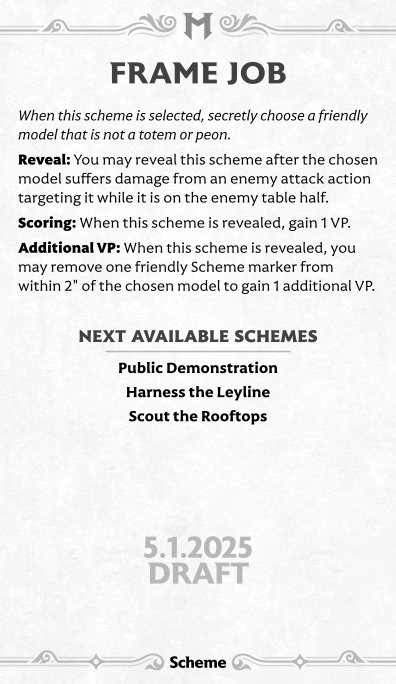 FRAME JOB
When this scheme is selected, secretly choose a friendly
model that is not a totem or peon.
Reveal: You may reveal this scheme after the chosen
model suffers damage from an enemy attack action
targeting it while it is on the enemy table half.
Scoring: When this scheme is revealed, gain 1 VP.
Additional VP: When this scheme is revealed, you
may remove one friendly Scheme marker from
within 2" of the chosen model to gain 1 additional VP.
NEXT AVAILABLE SCHEMES
Public Demonstration
Harness the Leyline
Scout the Rooftops
5.1.2025
DRAFT
Scheme